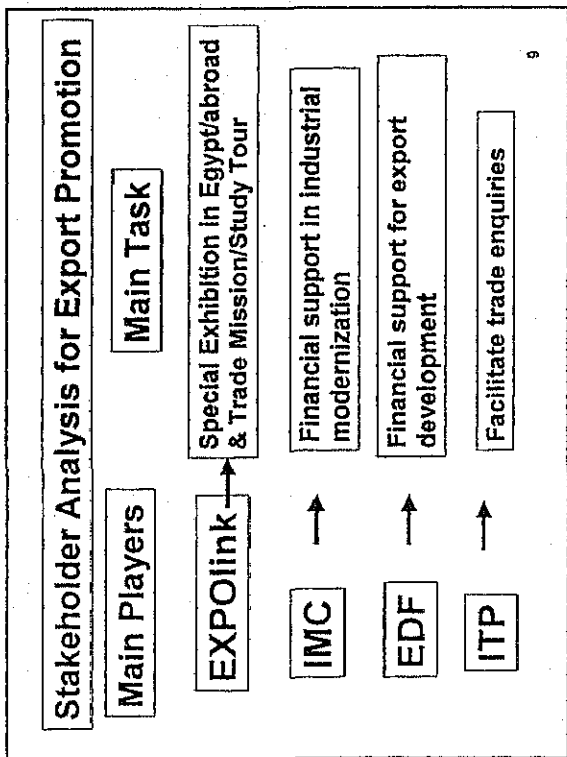 Stakeholder Analysis for Export Promotion
Main Players
Main Task
EXPOlink
Special Exhibition in Egypt/abroad
& Trade Mission/Study Tour
IMC
Financial support in industrial
modernization
EDF
Financial support for export
development
ITP
Facilitate trade enquiries
9